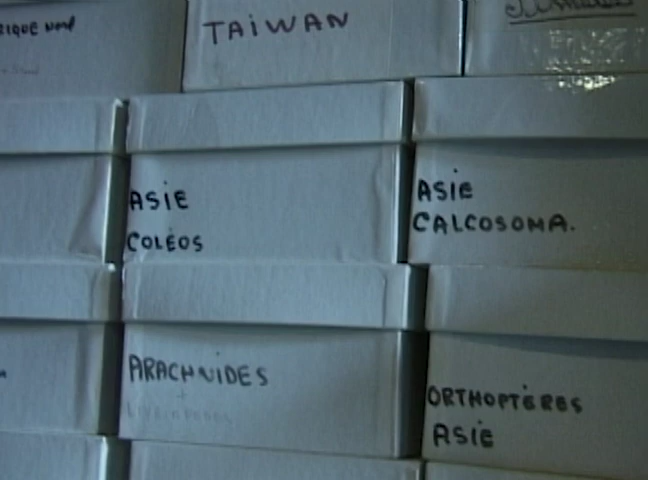 TAiWAN
ASiE
COLÉOS
ASiE
CALCOSOMA.
ARACHNiDES
ORTHOPTÈRES
ASiE